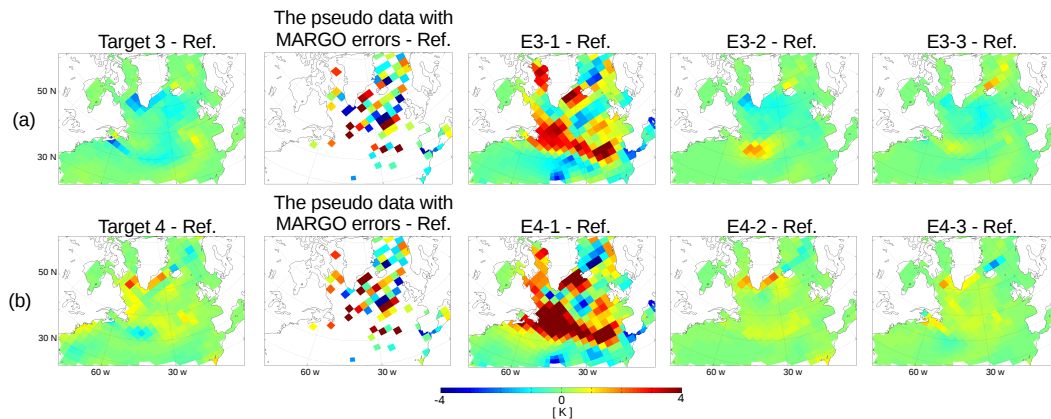 Target 3 - Ref.
The pseudo data with
MARGO errors - Ref.
E3-1 - Ref.
E3-2 - Ref.
E3-3 - Ref.
50 N
(a)
30 N
Target 4 - Ref.
The pseudo data with
MARGO errors - Ref.
E4-1 - Ref.
E4-2 - Ref.
E4-3 - Ref.
50 N
(b)
30 N
60 W 30 W 60 W 30 W 60 W 30 W 60 W 30 W 60 W 30 W
-4 0 4
[ K ]